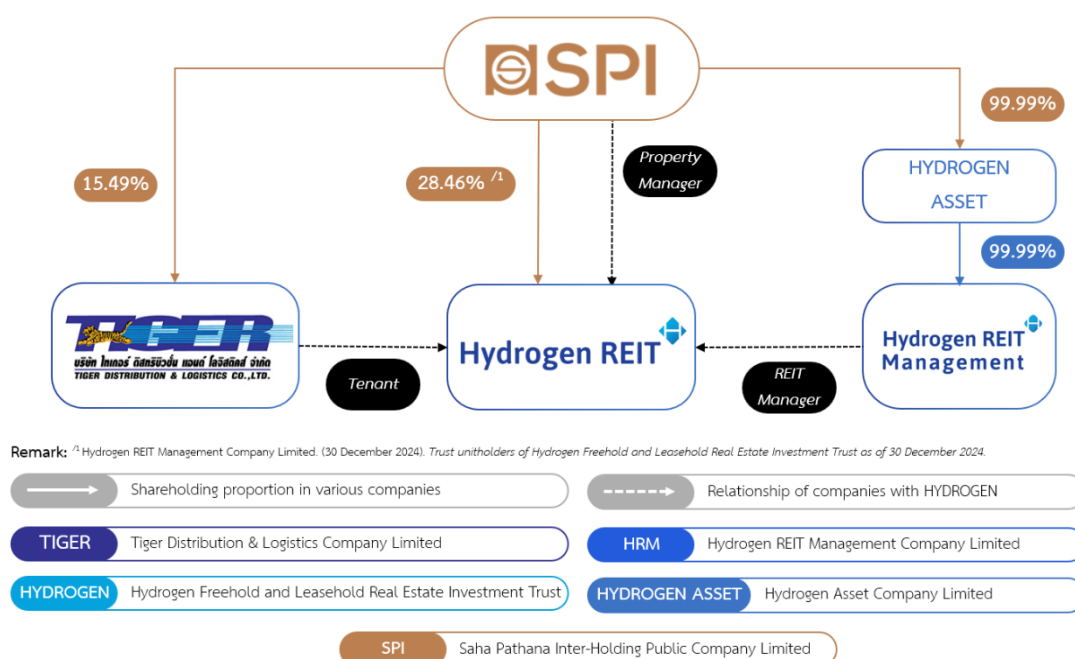 SPI
99.99%
Property
Manager
15.49%
28.46% /1
HYDROGEN
ASSET
99.99%
TIGER
บริษัท ไทเกอร์ ดิสทริบิวชั่น แอนด์ โลจิสติกส์ จำกัด
TIGER DISTRIBUTION & LOGISTICS CO.,LTD.
Tenant
Hydrogen REIT
REIT
Manager
Hydrogen REIT
Management
Remark: /1 Hydrogen REIT Management Company Limited. (30 December 2024). Trust unitholders of Hydrogen Freehold and Leasehold Real Estate Investment Trust as of 30 December 2024.
Shareholding proportion in various companies
Relationship of companies with HYDROGEN
TIGER Tiger Distribution & Logistics Company Limited
HRM Hydrogen REIT Management Company Limited
HYDROGEN Hydrogen Freehold and Leasehold Real Estate Investment Trust
HYDROGEN ASSET Hydrogen Asset Company Limited
SPI Saha Pathana Inter-Holding Public Company Limited